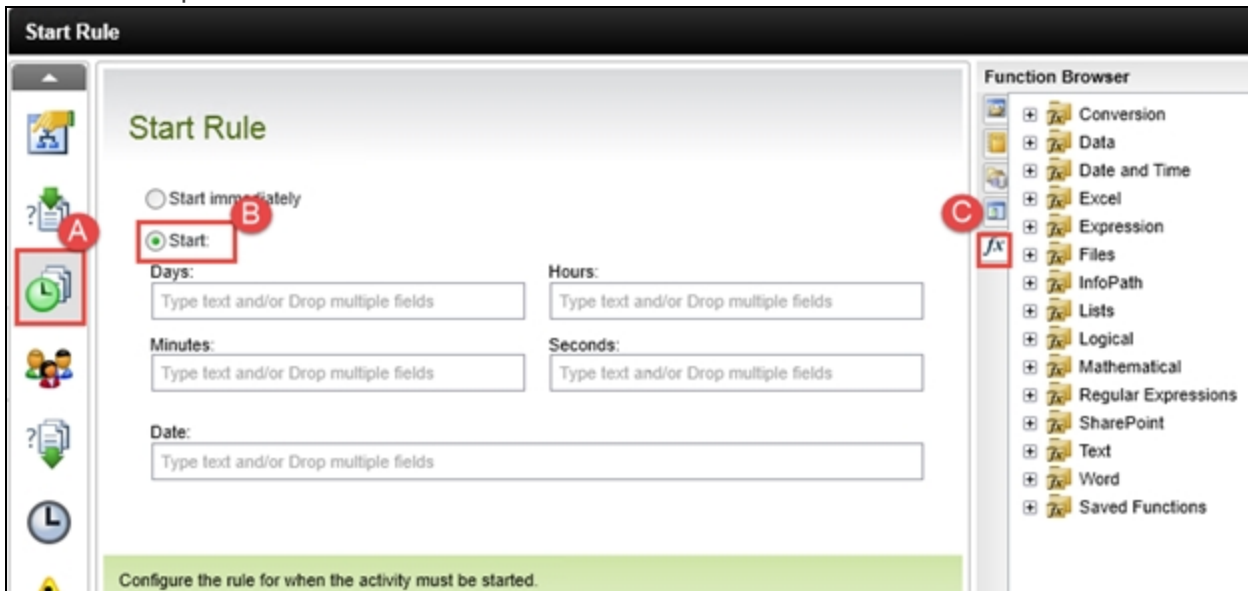 Start Rule
Start Rule
Start immediately
B
A
Start:
Days:
Hours:
Type text and/or Drop multiple fields
Type text and/or Drop multiple fields
Minutes:
Seconds:
Type text and/or Drop multiple fields
Type text and/or Drop multiple fields
Date:
Type text and/or Drop multiple fields
Configure the rule for when the activity must be started.
Function Browser
C
fx
Conversion
Data
Date and Time
Excel
Expression
Files
InfoPath
Lists
Logical
Mathematical
Regular Expressions
SharePoint
Text
Word
Saved Functions